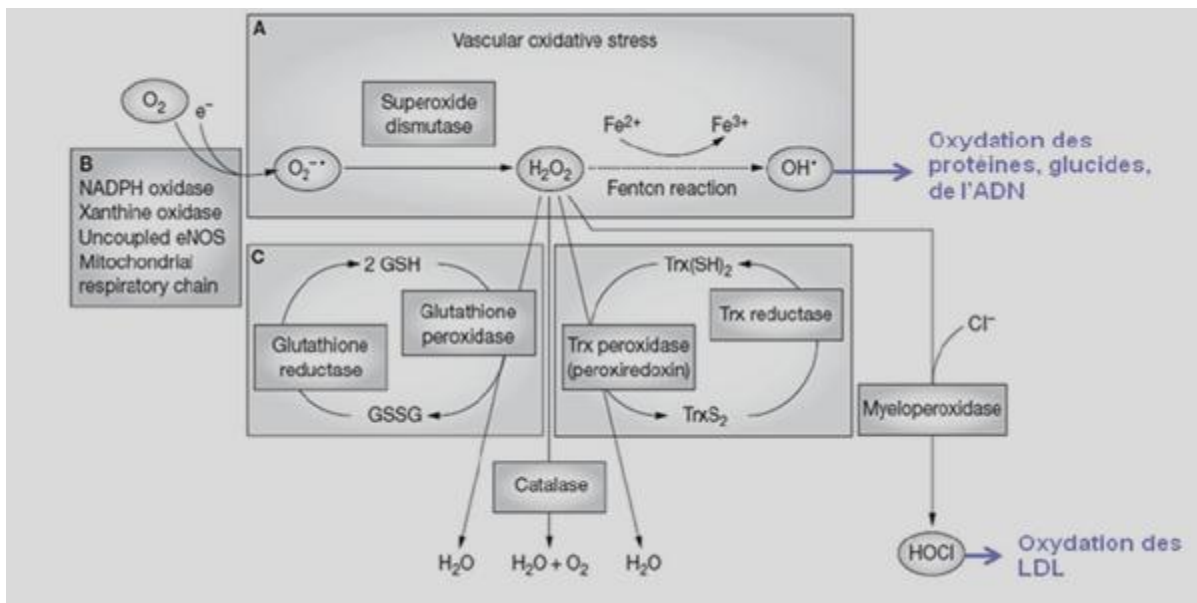 A
Vascular oxidative stress
O₂
e⁻
Superoxide
dismutase
Fe²⁺
Fe³⁺
O₂⁻•
H₂O₂
Fenton reaction
OH•
Oxydation des
protéines, glucides,
de l'ADN
B
NADPH oxidase
Xanthine oxidase
Uncoupled eNOS
Mitochondrial
respiratory chain
C
2 GSH
Glutathione
peroxidase
Glutathione
reductase
GSSG
Trx(SH)₂
Trx reductase
Trx peroxidase
(peroxiredoxin)
TrxS₂
Cl⁻
Myeloperoxidase
Catalase
H₂O
H₂O + O₂
H₂O
HOCl
Oxydation des
LDL